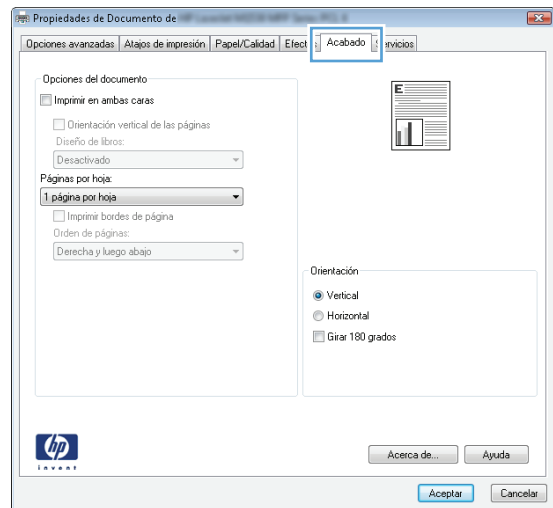 Propiedades de Documento de
Opciones avanzadas Atajos de impresión Papel/Calidad Acabado
Opciones del documento
Imprimir en ambas caras
Orientación vertical de las páginas
Diseño de libros:
Desactivado
Páginas por hoja:
1 página por hoja
Imprimir bordes de página
Orden de páginas:
Derecha y luego abajo
E
Orientación
Vertical
Horizontal
Girar 180 grados
hp
invent
Acerca de... Ayuda
Aceptar Cancelar